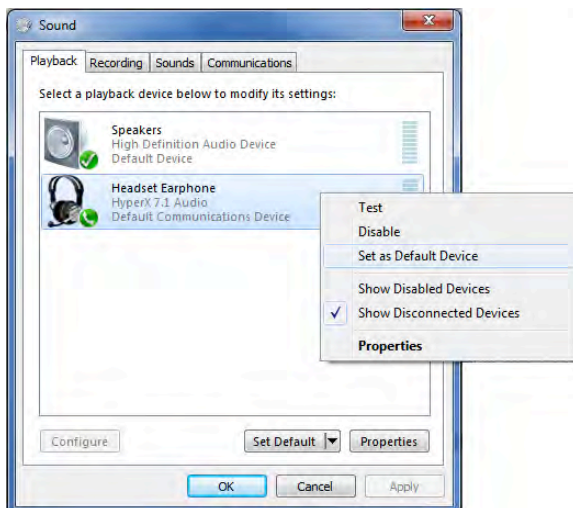 Sound
Playback Recording Sounds Communications
Select a playback device below to modify its settings:
Speakers
High Definition Audio Device
Default Device
Headset Earphone
HyperX 7.1 Audio
Default Communications Device
Test
Disable
Set as Default Device
Show Disabled Devices
Show Disconnected Devices
Properties
Configure Set Default Properties
OK Cancel Apply